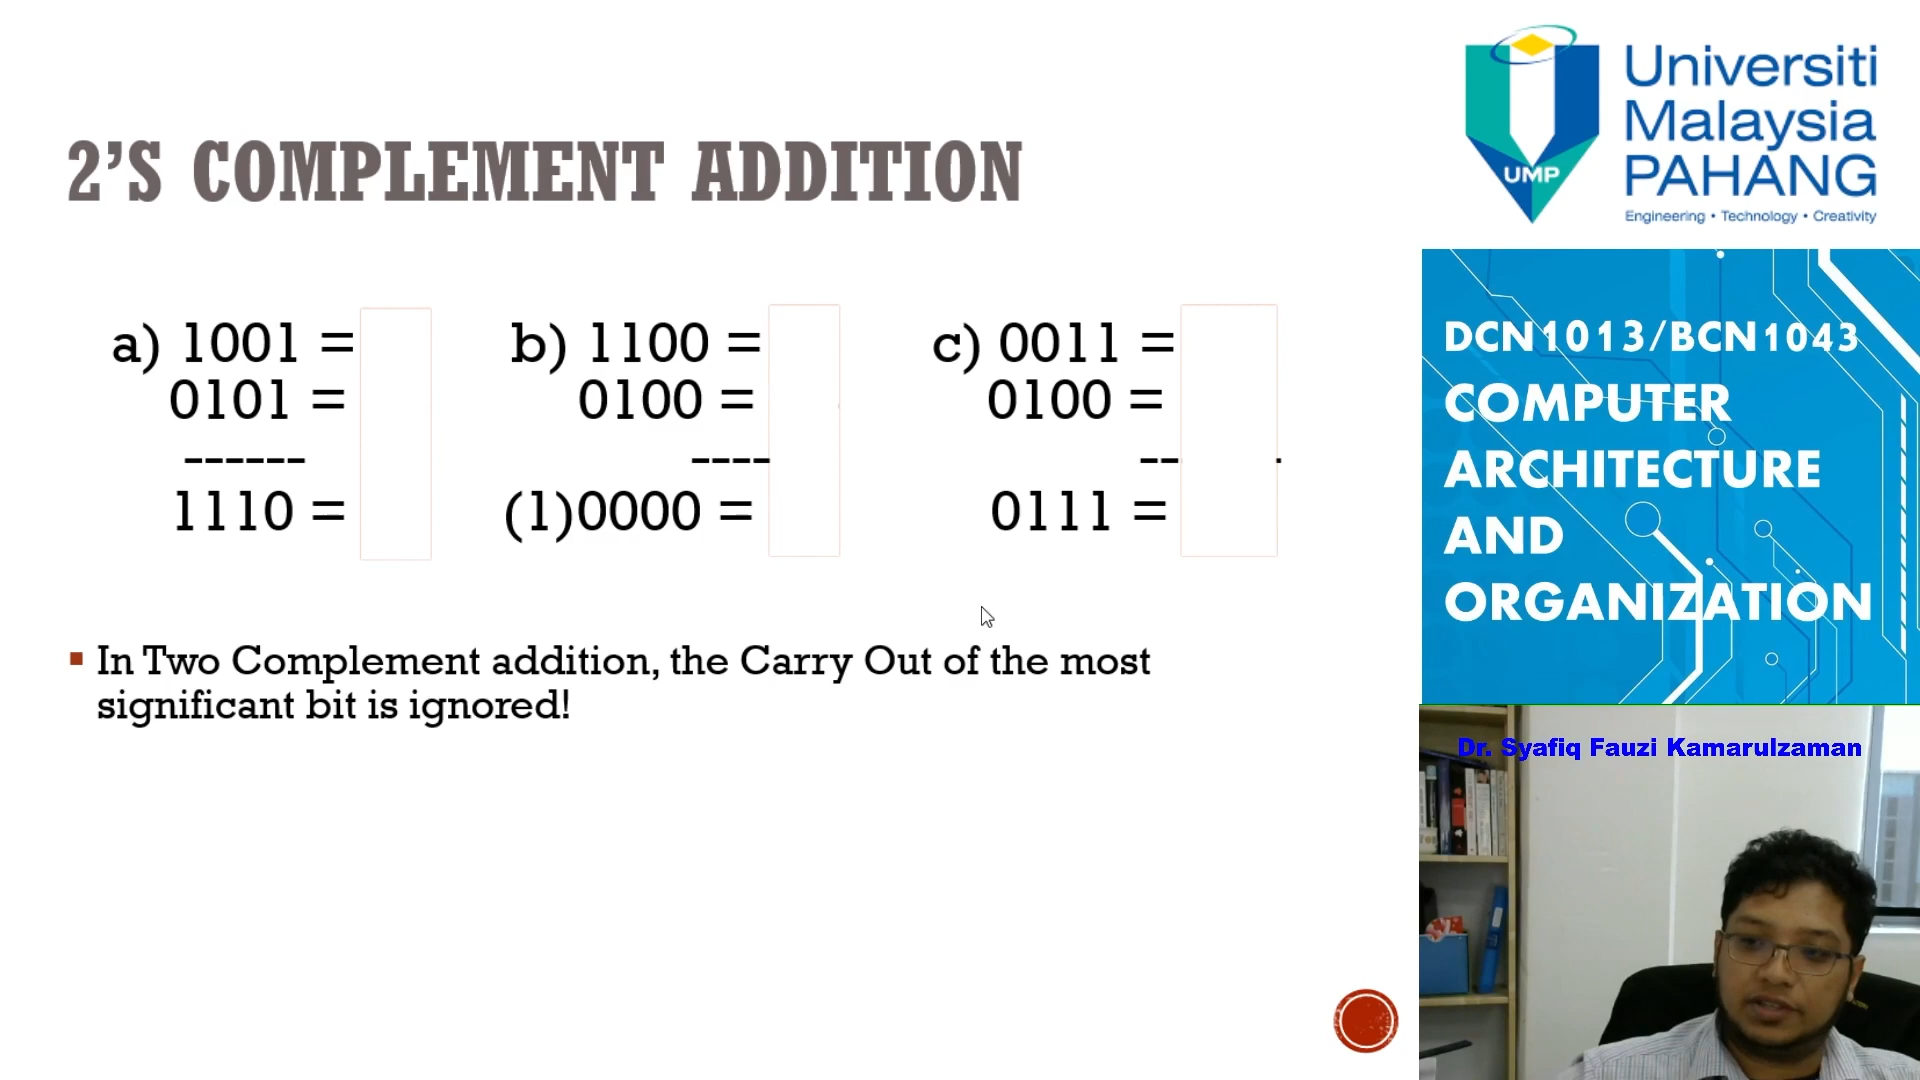 2'S COMPLEMENT ADDITION
a) 1001 =
0101 =
------
1110 =
b) 1100 =
0100 =
----
(1)0000 =
c) 0011 =
0100 =
--
0111 =
▪ In Two Complement addition, the Carry Out of the most
significant bit is ignored!
UMP
Universiti
Malaysia
PAHANG
Engineering • Technology • Creativity
DCN1013/BCN1043
COMPUTER
ARCHITECTURE
AND
ORGANIZATION
Dr. Syafiq Fauzi Kamarulzaman